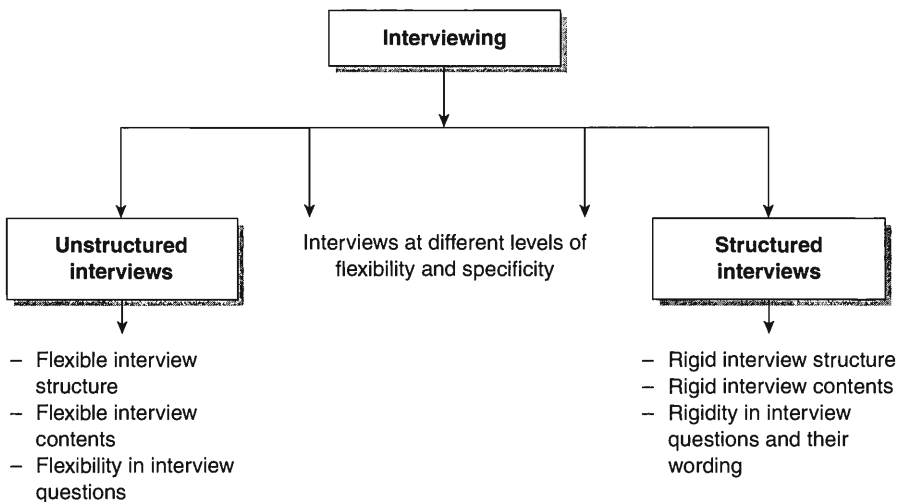 Interviewing
Unstructured
interviews
Interviews at different levels of
flexibility and specificity
Structured
interviews
– Flexible interview
structure
– Flexible interview
contents
– Flexibility in interview
questions
– Rigid interview structure
– Rigid interview contents
– Rigidity in interview
questions and their
wording